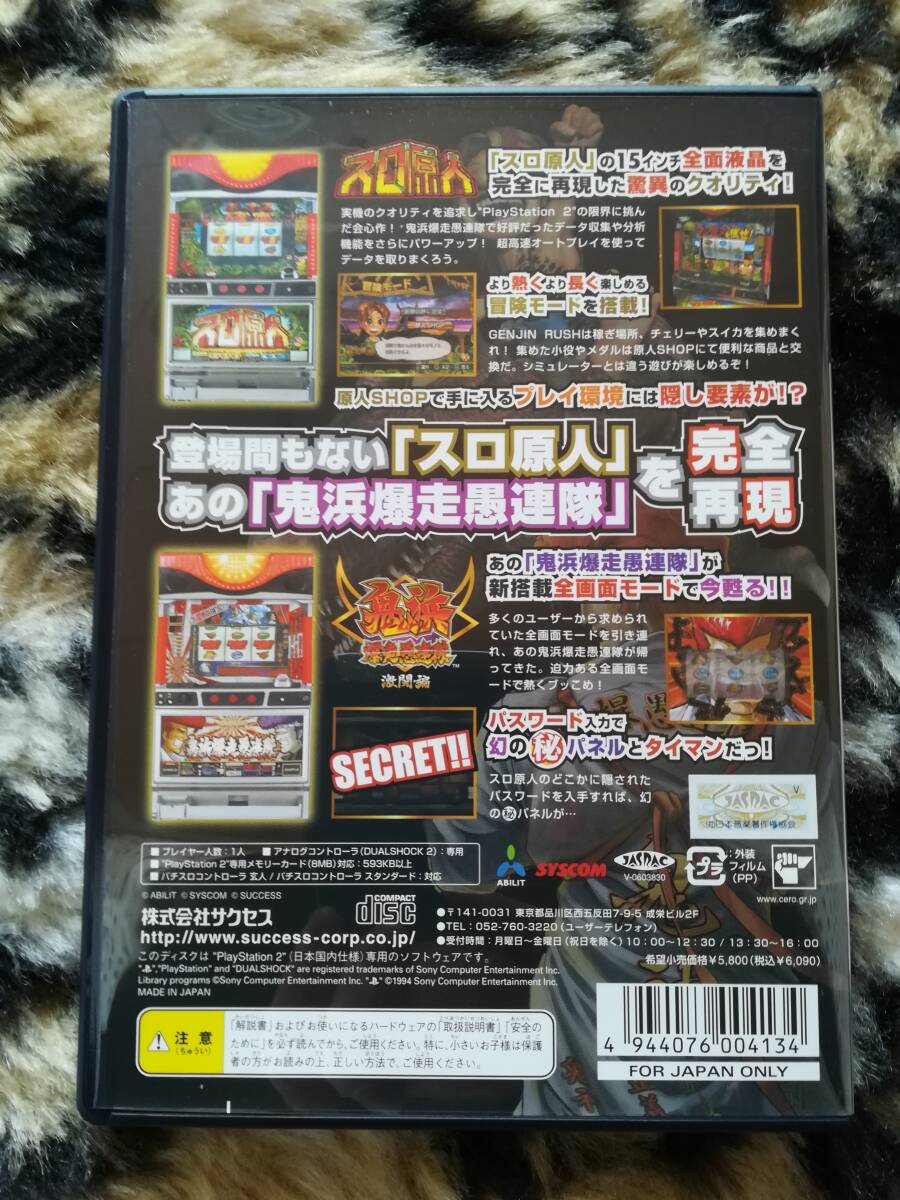 スロ原人
「スロ原人」の15インチ全面液晶を
完全に再現した驚異のクオリティ!
実機のクオリティを追求し"PlayStation 2"の限界に挑ん
だ会心作! 鬼浜爆走愚連隊で好評だったデータ収集や分析
機能をさらにパワーアップ! 超高速オートプレイを使って
データを取りまくろう。
冒険モード
より熱くより長く楽しめる
冒険モードを搭載!
GENJIN RUSHは稼ぎ場所、チェリーやスイカを集めまく
れ! 集めた小役やメダルは原人SHOPにて便利な商品と交
換だ。シミュレーターとは違う遊びが楽しめるぞ!
スロ原人
原人SHOPで手に入るプレイ環境には隠し要素が!?
登場間もない「スロ原人」
あの「鬼浜爆走愚連隊」
を完全再現
あの「鬼浜爆走愚連隊」が
新搭載全画面モードで今甦る!!
鬼浜
爆走愚連隊™
激闘編
多くのユーザーから求められ
ていた全画面モードを引き連
れ、あの鬼浜爆走愚連隊が帰
ってきた。迫力ある全画面モ
ードで熱くブッこめ!
鬼浜爆走愚連隊
SECRET!!
パスワード入力で
幻の㊙パネルとタイマンだっ!
スロ原人のどこかに隠された
パスワードを入手すれば、幻
の㊙パネルが…
V
JASRAC
■プレイヤー人数:1人 ■アナログコントローラ(DUALSHOCK 2):専用
■"PlayStation 2"専用メモリーカード(8MB)対応:593KB以上
■パチスロコントローラ 玄人/パチスロコントローラ スタンダード:対応
ABILIT
SYSCOM
JASRAC
V-0603830
プラ
:外装
フィルム
(PP)
www.cero.gr.jp
© ABILIT © SYSCOM © SUCCESS
株式会社サクセス
http://www.success-corp.co.jp/
COMPACT
disc
●〒141-0031 東京都品川区西五反田7-9-5 成栄ビル2F
●TEL:052-760-3220(ユーザーテレフォン)
●受付時間:月曜日〜金曜日(祝日を除く)10:00〜12:30/13:30〜16:00
このディスクは"PlayStation 2"(日本国内仕様)専用のソフトウェアです。
希望小売価格¥5,800(税込¥6,090)
" ","PlayStation" and "DUALSHOCK" are registered trademarks of Sony Computer Entertainment Inc.
Library programs ©Sony Computer Entertainment Inc. " " ©1994 Sony Computer Entertainment Inc.
MADE IN JAPAN
注意
(ちゅうい)
「解説書」およびお使いになるハードウェアの「取扱説明書」「安全の
ために」を必ず読んでから、ご使用ください。特に、小さいお子様は保護
者の方がお読みの上、正しい方法で、ご使用ください。
4 944076 004134
FOR JAPAN ONLY